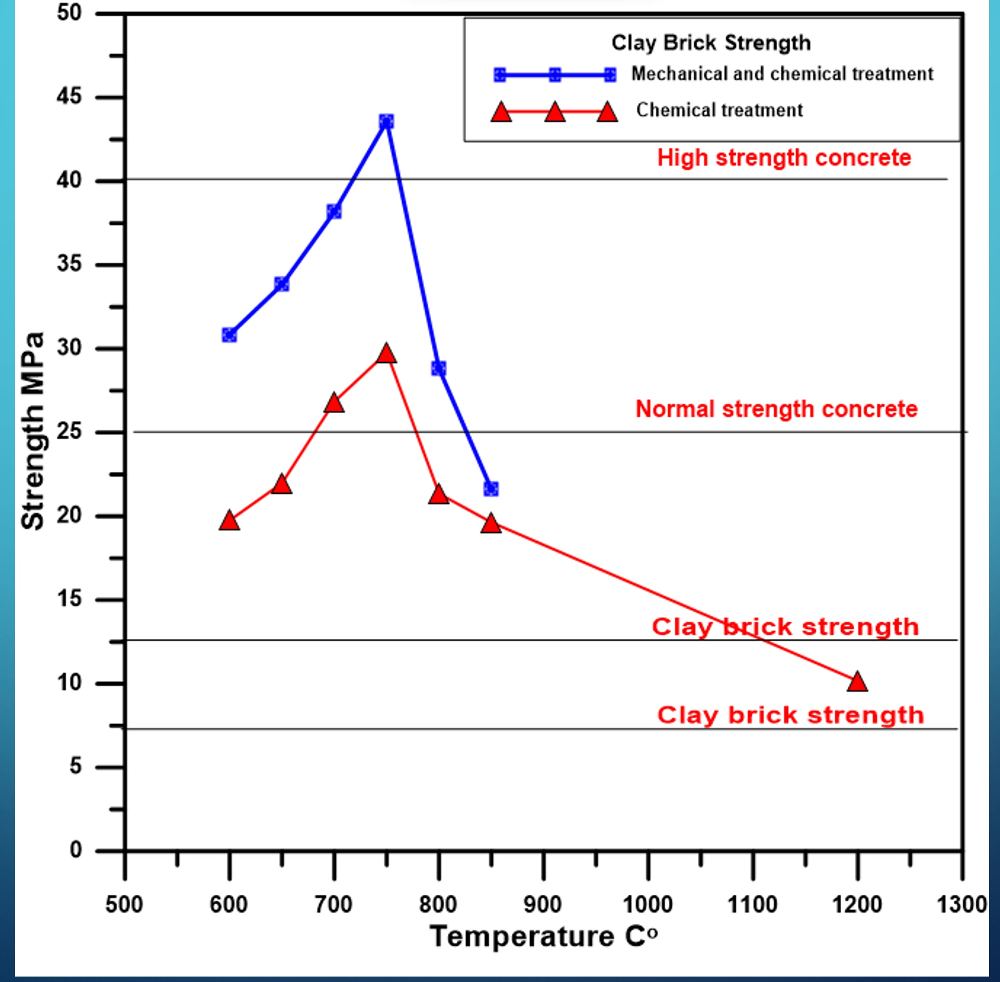 50
Clay Brick Strength
Mechanical and chemical treatment
Chemical treatment
45
High strength concrete
40
35
30
Normal strength concrete
25
20
15
Clay brick strength
10
Clay brick strength
5
0
Strength MPa
500 600 700 800 900 1000 1100 1200 1300
Temperature Cº